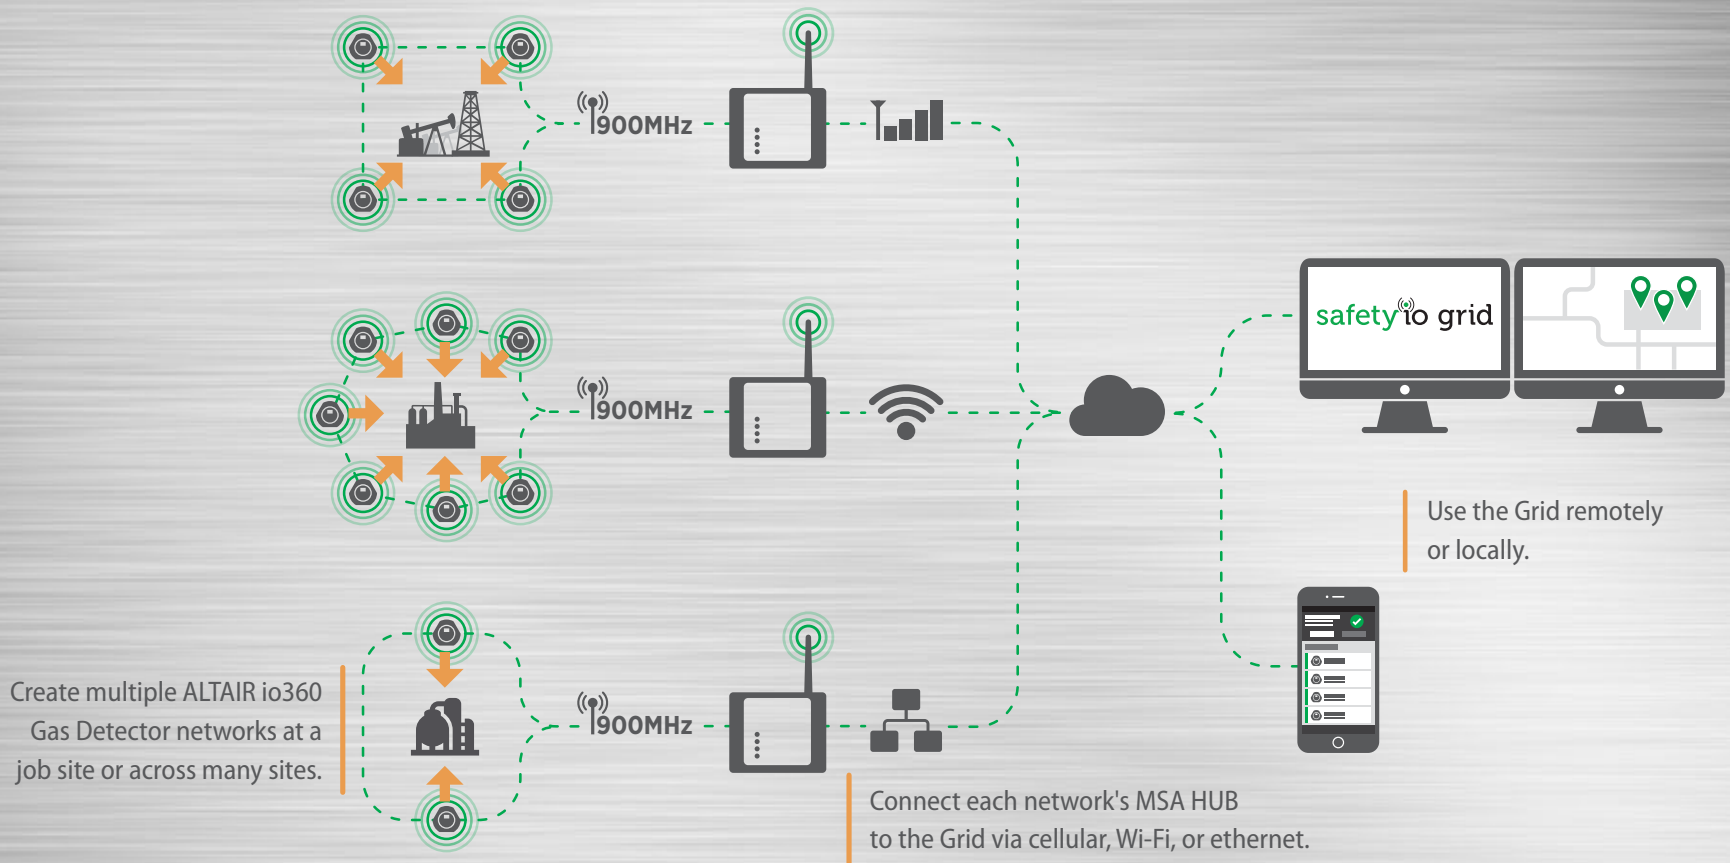 900MHz
safety io grid
900MHz
Use the Grid remotely
or locally.
Create multiple ALTAIR io360
Gas Detector networks at a
job site or across many sites.
900MHz
Connect each network's MSA HUB
to the Grid via cellular, Wi-Fi, or ethernet.